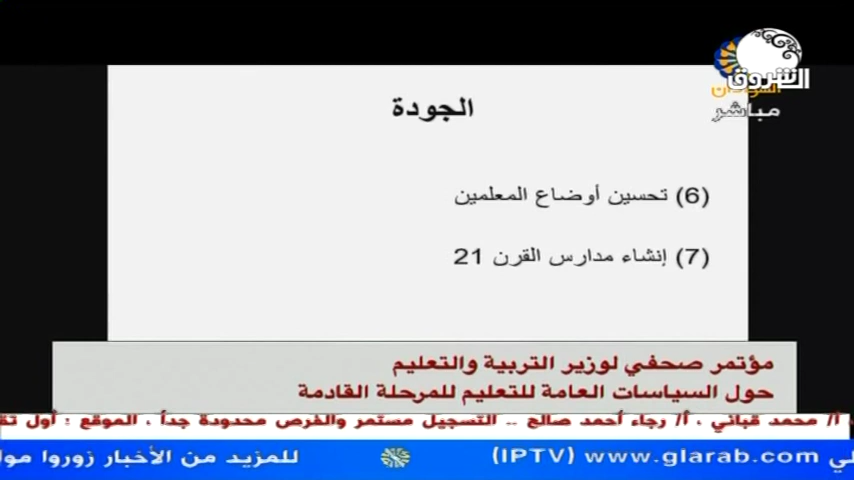 الشروق
السودان
مباشر
الجودة
(6) تحسين أوضاع المعلمين
(7) إنشاء مدارس القرن 21
مؤتمر صحفي لوزير التربية والتعليم
حول السياسات العامة للتعليم للمرحلة القادمة
أ/ محمد قباني ، أ/ رجاء أحمد صالح .. التسجيل مستمر والفرص محدودة جداً ، الموقع : أول
(IPTV) www.glarab.com للمزيد من الأخبار زوروا